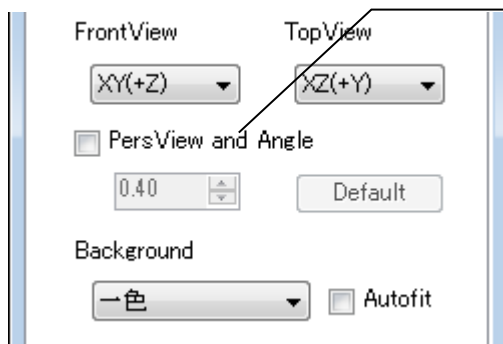 FrontView TopView
XY(+Z) XZ(+Y)
PersView and Angle
0.40 Default
Background
一色 Autofit